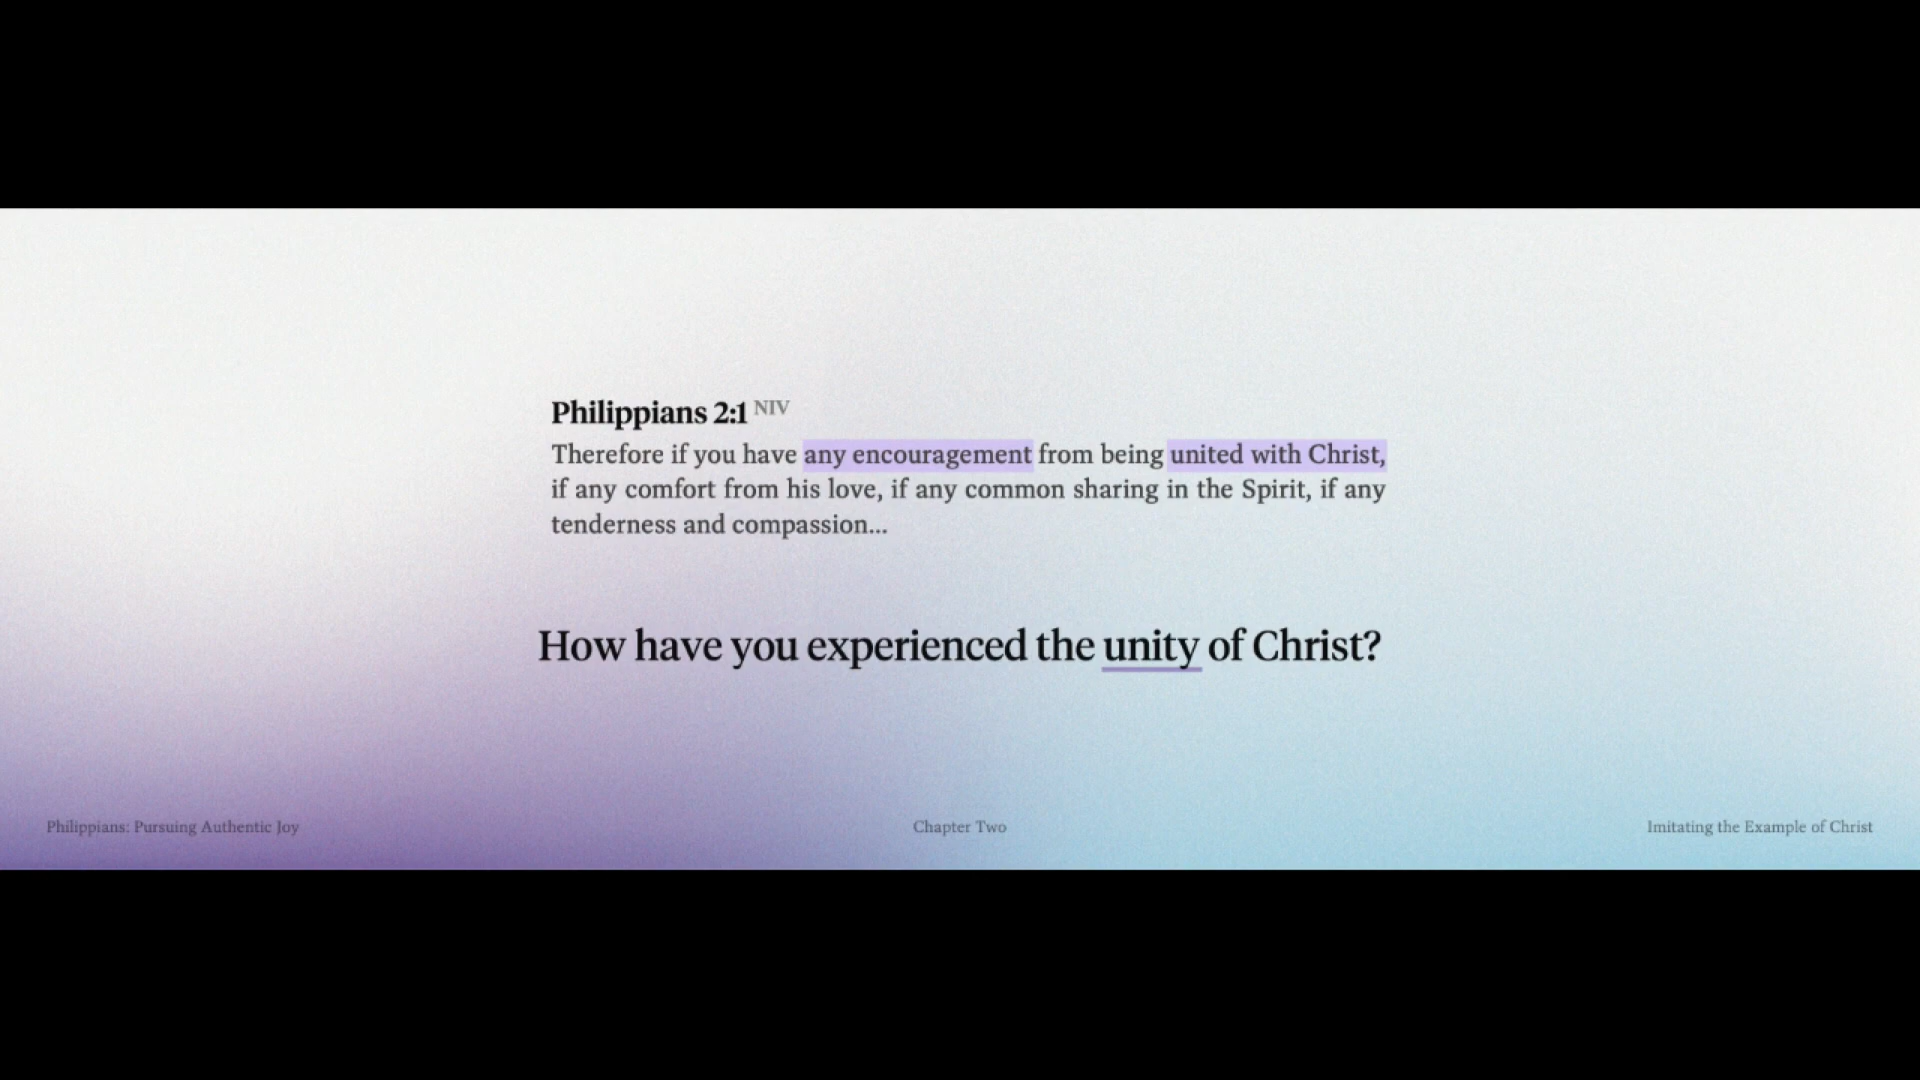 Philippians 2:1 NIV
Therefore if you have any encouragement from being united with Christ,
if any comfort from his love, if any common sharing in the Spirit, if any
tenderness and compassion...
How have you experienced the unity of Christ?
Philippians: Pursuing Authentic Joy
Chapter Two
Imitating the Example of Christ